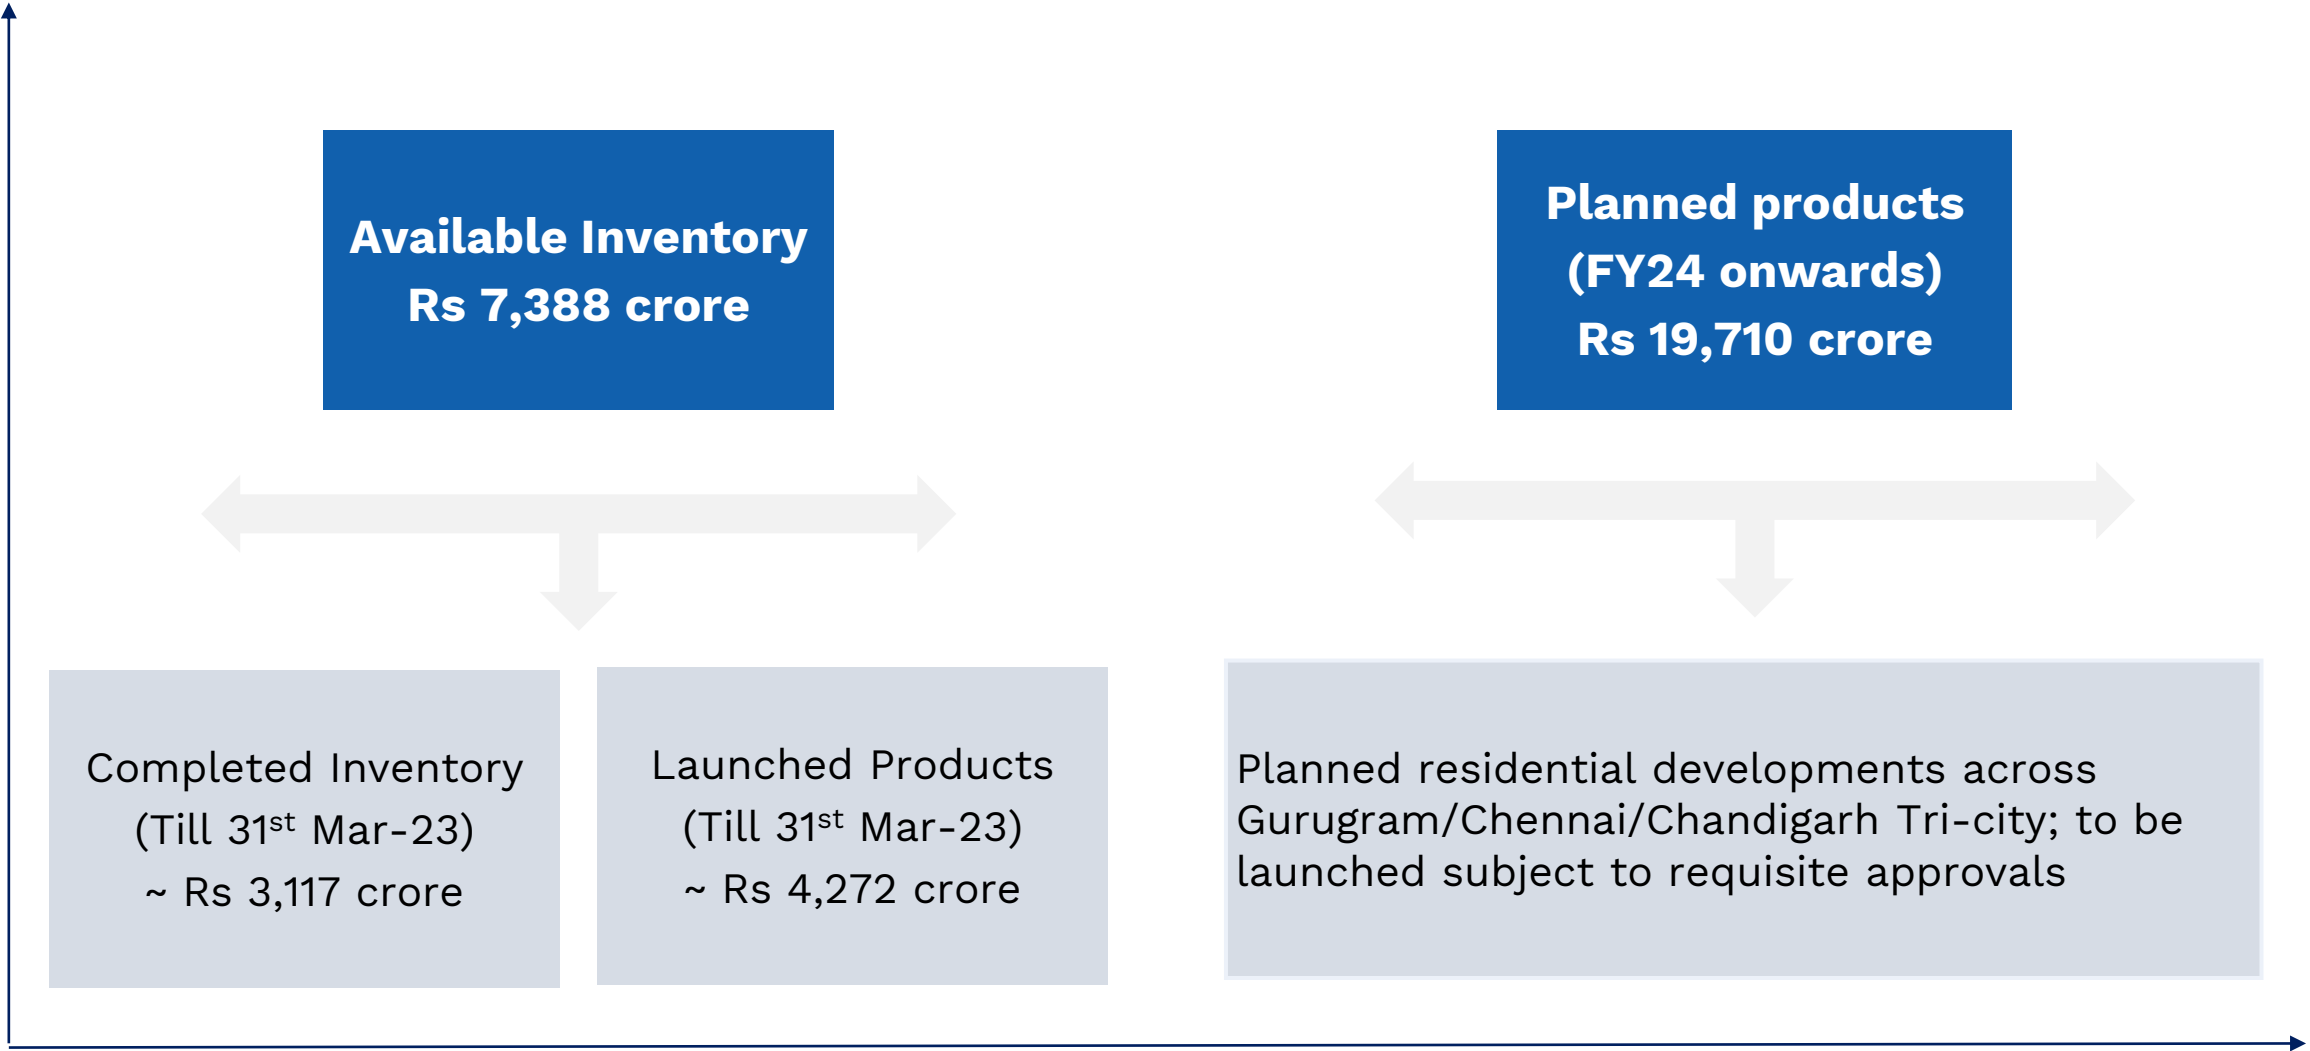 Available Inventory
Rs 7,388 crore
Planned products
(FY24 onwards)
Rs 19,710 crore
Completed Inventory
(Till 31st Mar-23)
~ Rs 3,117 crore
Launched Products
(Till 31st Mar-23)
~ Rs 4,272 crore
Planned residential developments across
Gurugram/Chennai/Chandigarh Tri-city; to be
launched subject to requisite approvals